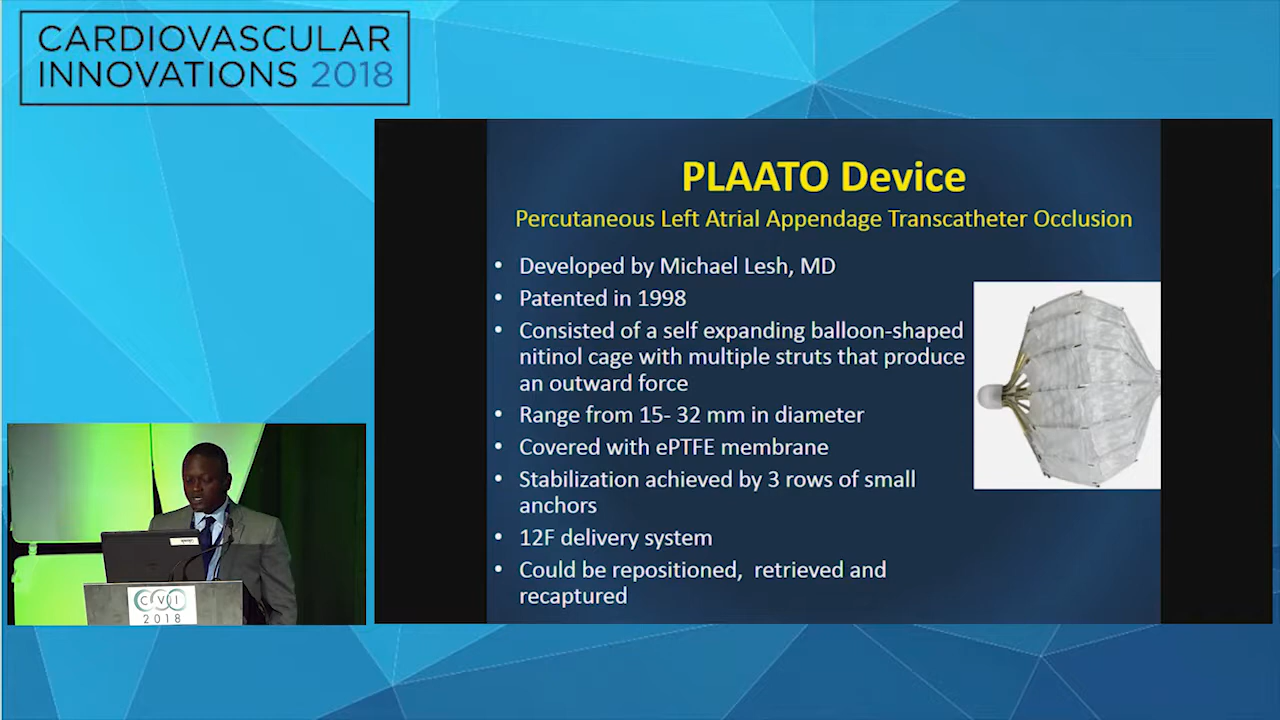 CARDIOVASCULAR
INNOVATIONS 2018
PLAATO Device
Percutaneous Left Atrial Appendage Transcatheter Occlusion
• Developed by Michael Lesh, MD
• Patented in 1998
• Consisted of a self expanding balloon-shaped
nitinol cage with multiple struts that produce
an outward force
• Range from 15- 32 mm in diameter
• Covered with ePTFE membrane
• Stabilization achieved by 3 rows of small
anchors
• 12F delivery system
• Could be repositioned, retrieved and
recaptured
CVI
2018